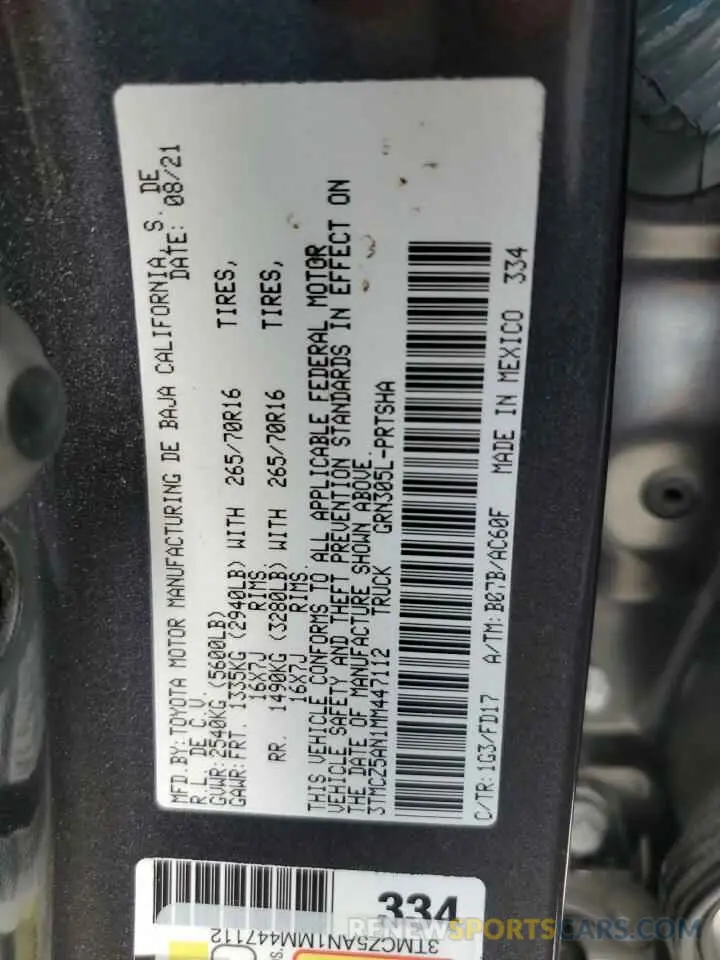 MFD.BY:TOYOTA MOTOR MANUFACTURING DE BAJA CALIFORNIA, S. DE
R.L. DE C.V. DATE: 08/21
GVWR:2540KG (5600LB)
GAWR:FRT. 1335KG (2940LB) WITH 265/70R16 TIRES,
16X7J RIMS.
RR. 1490KG (3280LB) WITH 265/70R16 TIRES,
16X7J RIMS.
THIS VEHICLE CONFORMS TO ALL APPLICABLE FEDERAL MOTOR
VEHICLE SAFETY AND THEFT PREVENTION STANDARDS IN EFFECT ON
THE DATE OF MANUFACTURE SHOWN ABOVE.
3TMCZ5AN1MM447112 TRUCK GRN305L-PRTSHA
C/TR:1G3/FD17 A/TM:B07B/AC60F MADE IN MEXICO 334
334
3TMCZ5AN1MM447112
RENEWSPORTSCARS.COM